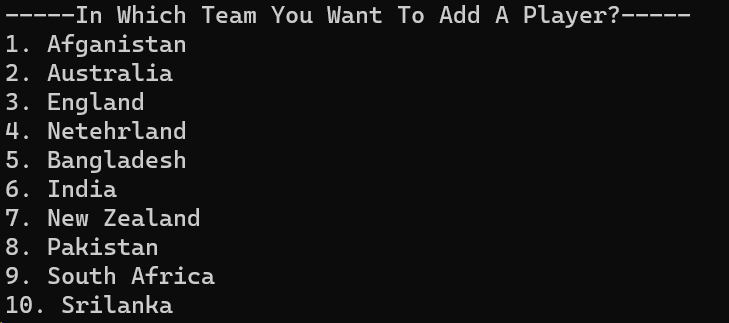 -----In Which Team You Want To Add A Player?-----
1. Afganistan
2. Australia
3. England
4. Netehrland
5. Bangladesh
6. India
7. New Zealand
8. Pakistan
9. South Africa
10. Srilanka